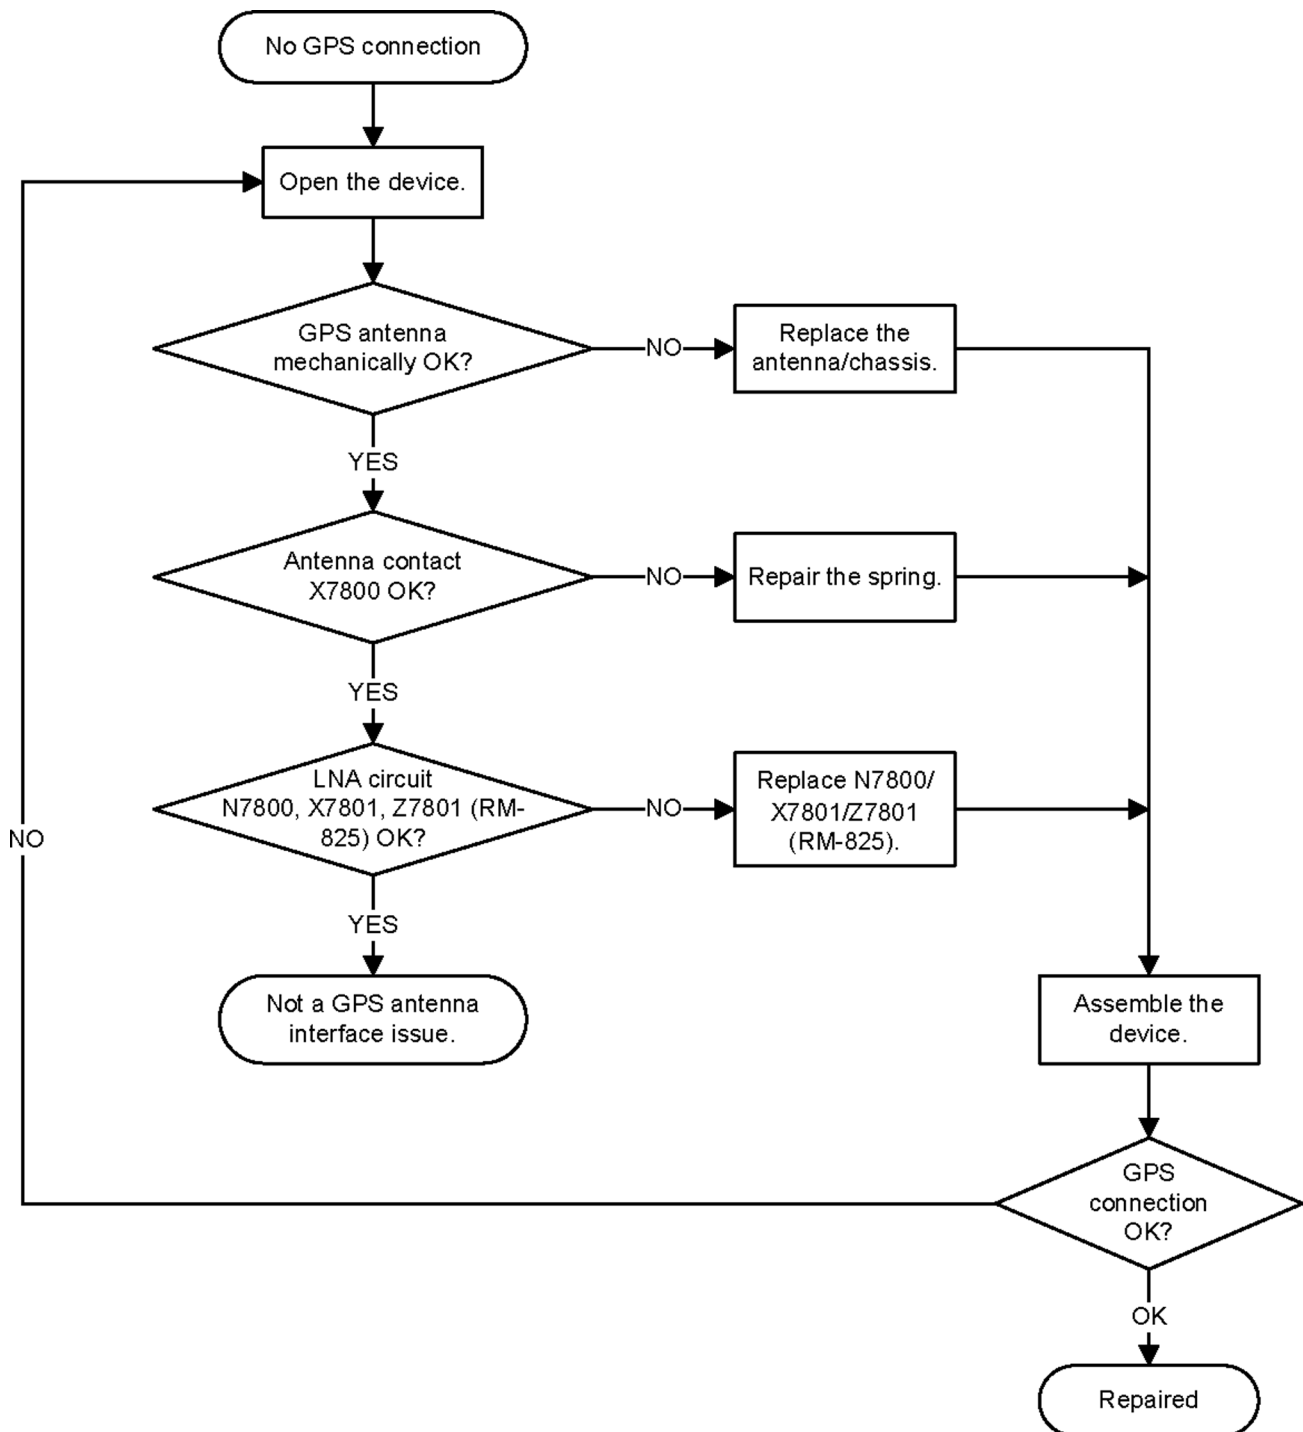 No GPS connection
Open the device.
GPS antenna
mechanically OK?
NO
Replace the
antenna/chassis.
YES
Antenna contact
X7800 OK?
NO
Repair the spring.
YES
LNA circuit
N7800, X7801, Z7801 (RM-
825) OK?
NO
Replace N7800/
X7801/Z7801
(RM-825).
NO
YES
Not a GPS antenna
interface issue.
Assemble the
device.
GPS
connection
OK?
OK
Repaired